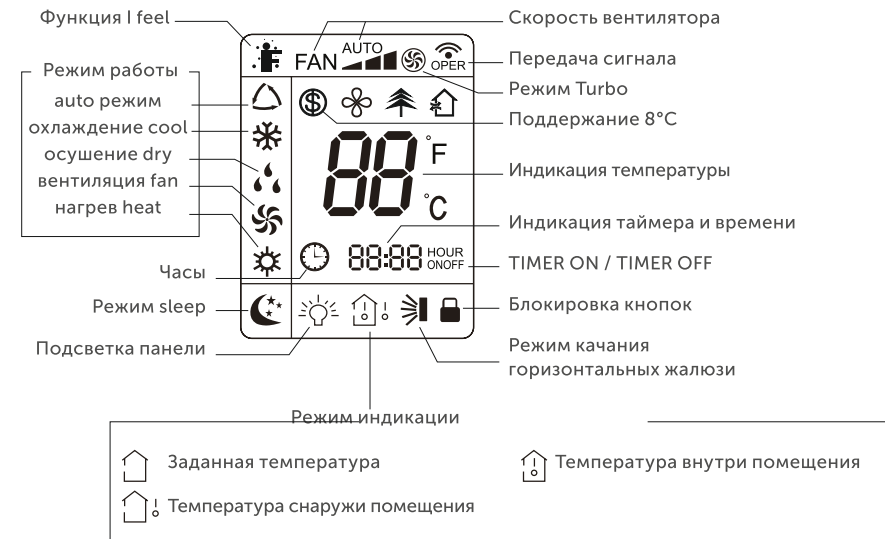 Функция I feel
Скорость вентилятора
AUTO
FAN
OPER
Передача сигнала
Режим работы
Режим Turbo
auto режим
Поддержание 8°C
охлаждение cool
осушение dry
°F
вентиляция fan
88
Индикация температуры
нагрев heat
°C
Индикация таймера и времени
88:88 HOUR
ONOFF
TIMER ON / TIMER OFF
Часы
Режим sleep
Блокировка кнопок
Подсветка панели
Режим качания
горизонтальных жалюзи
Режим индикации
Заданная температура
Температура внутри помещения
Температура снаружи помещения